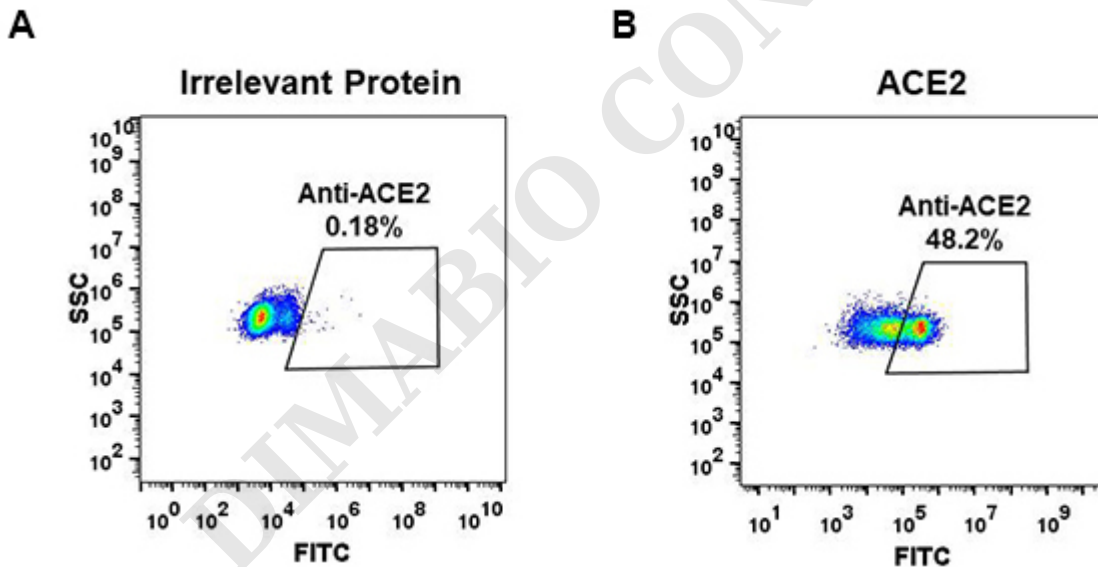 A
B
Irrelevant Protein
ACE2
Anti-ACE2
0.18%
Anti-ACE2
48.2%
SSC
10^10
10^9
10^8
10^7
10^6
10^5
10^4
10^3
10^2
10^0 10^2 10^4 10^6 10^8 10^10
FITC
SSC
10^10
10^9
10^8
10^7
10^6
10^5
10^4
10^3
10^2
10^1 10^3 10^5 10^7 10^9
FITC
DIMABIO CON